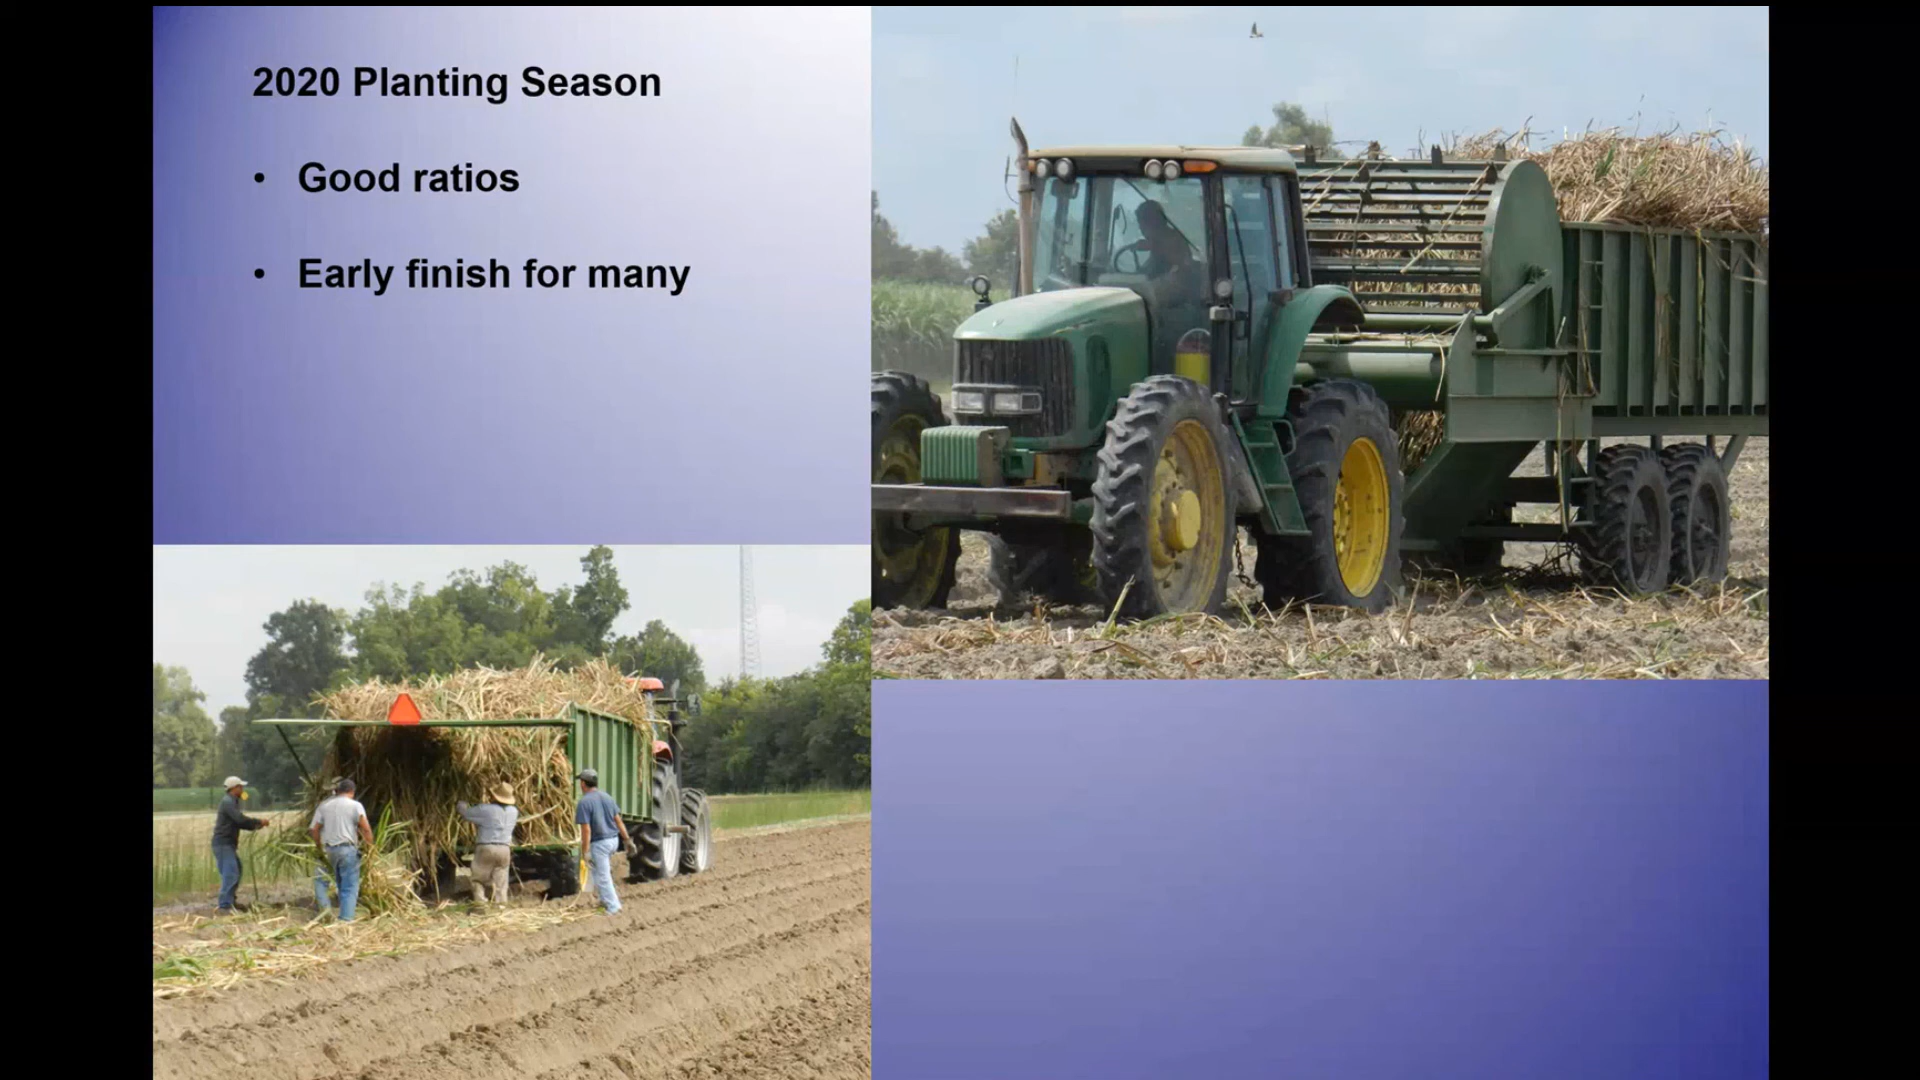 2020 Planting Season
• Good ratios
• Early finish for many